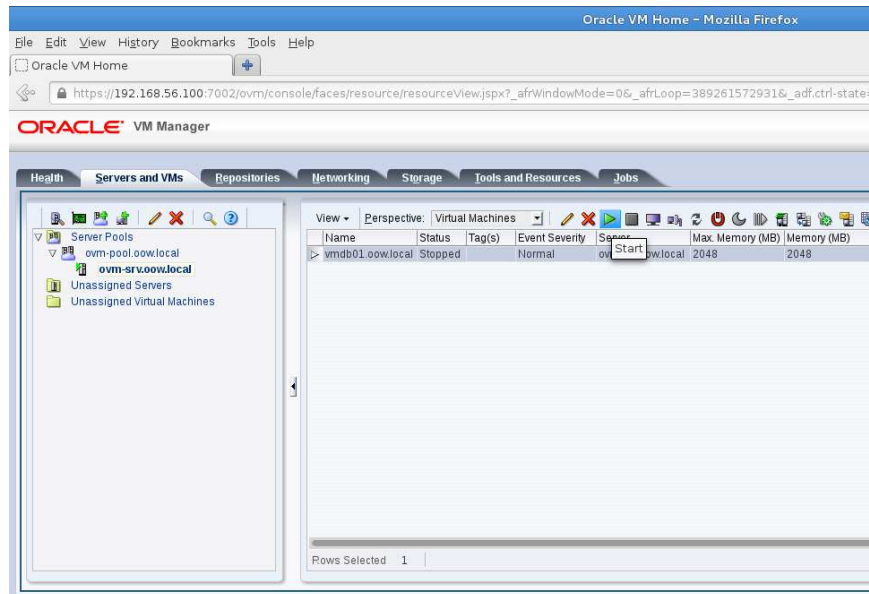 Oracle VM Home - Mozilla Firefox
File Edit View History Bookmarks Tools Help
Oracle VM Home
https://192.168.56.100:7002/ovm/console/faces/resource/resourceView.jspx?_afrWindowMode=0&_afrLoop=389261572931&_adf.ctrl-state=
ORACLE VM Manager
Health Servers and VMs Repositories Networking Storage Tools and Resources Jobs
View Perspective: Virtual Machines
Server Pools
ovm-pool.oow.local
ovm-srv.oow.local
Unassigned Servers
Unassigned Virtual Machines
Name Status Tag(s) Event Severity Server Max. Memory (MB) Memory (MB)
Start
vmdb01.oow.local Stopped Normal ov ow.local 2048 2048
Rows Selected 1